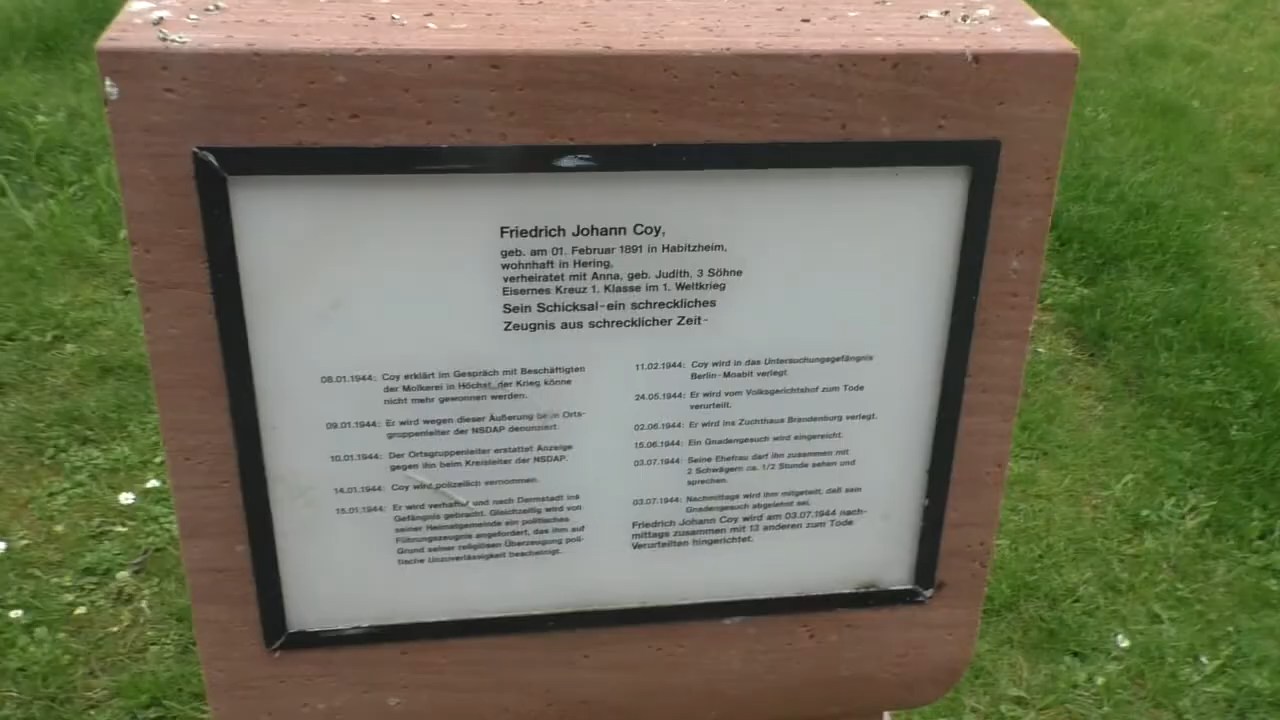 Friedrich Johann Coy,
geb. am 01. Februar 1891 in Habitzheim,
wohnhaft in Hering,
verheiratet mit Anna, geb. Judith, 3 Söhne
Eisernes Kreuz 1. Klasse im 1. Weltkrieg
Sein Schicksal-ein schreckliches
Zeugnis aus schrecklicher Zeit-
08.01.1944: Coy erklärt im Gespräch mit Beschäftigten
der Molkerei in Höchst, der Krieg könne
nicht mehr gewonnen werden.
09.01.1944: Er wird wegen dieser Äußerung beim Orts-
gruppenleiter der NSDAP denunziert.
10.01.1944: Der Ortsgruppenleiter erstattet Anzeige
gegen ihn beim Kreisleiter der NSDAP.
14.01.1944: Coy wird polizeilich vernommen.
15.01.1944: Er wird verhaftet und nach Darmstadt ins
Gefängnis gebracht. Gleichzeitig wird von
seiner Heimatgemeinde ein politisches
Führungszeugnis angefordert, das ihm auf
Grund seiner religiösen Überzeugung poli-
tische Unzuverlässigkeit bescheinigt.
11.02.1944: Coy wird in das Untersuchungsgefängnis
Berlin-Moabit verlegt.
24.05.1944: Er wird vom Volksgerichtshof zum Tode
verurteilt.
02.06.1944: Er wird ins Zuchthaus Brandenburg verlegt.
15.06.1944: Ein Gnadengesuch wird eingereicht.
03.07.1944: Seine Ehefrau darf ihn zusammen mit
2 Schwägern ca. 1/2 Stunde sehen und
sprechen.
03.07.1944: Nachmittags wird ihm mitgeteilt, daß sein
Gnadengesuch abgelehnt sei.
Friedrich Johann Coy wird am 03.07.1944 nach-
mittags zusammen mit 13 anderen zum Tode
Verurteilten hingerichtet.